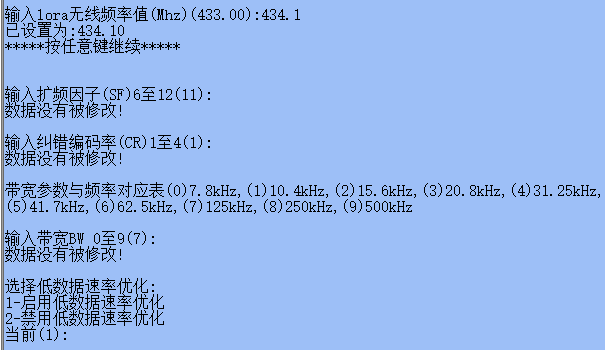 输入lora无线频率值(Mhz)(433.00):434.1
已设置为:434.10
*****按任意键继续*****
输入扩频因子(SF)6至12(11):
数据没有被修改!
输入纠错编码率(CR)1至4(1):
数据没有被修改!
带宽参数与频率对应表(0)7.8kHz,(1)10.4kHz,(2)15.6kHz,(3)20.8kHz,(4)31.25kHz,
(5)41.7kHz,(6)62.5kHz,(7)125kHz,(8)250kHz,(9)500kHz
输入带宽BW 0至9(7):
数据没有被修改!
选择低数据速率优化:
1-启用低数据速率优化
2-禁用低数据速率优化
当前(1):